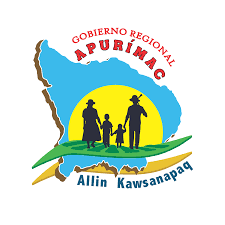 GOBIERNO REGIONAL
APURÍMAC
Allin Kawsanapaq